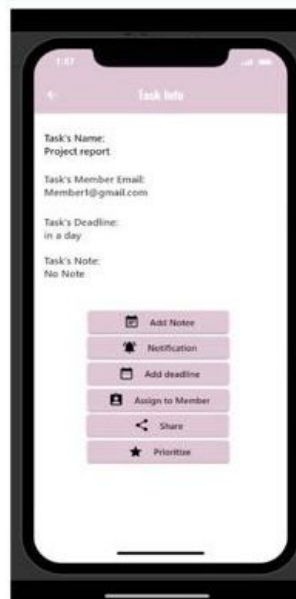 1:57
Task Info
Task's Name:
Project report
Task's Member Email:
Member1@gmail.com
Task's Deadline:
in a day
Task's Note:
No Note
Add Notee
Notification
Add deadline
Assign to Member
Share
Prioritize